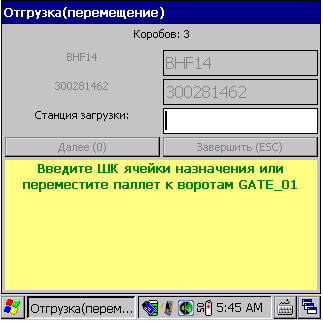 Отгрузка(перемещение)
Коробов: 3
BHF14 BHF14
300281462 300281462
Станция загрузки:
Далее (0) Завершить (ESC)
Введите ШК ячейки назначения или
переместите паллет к воротам GATE_01
Отгрузка(перем... 5:45 AM